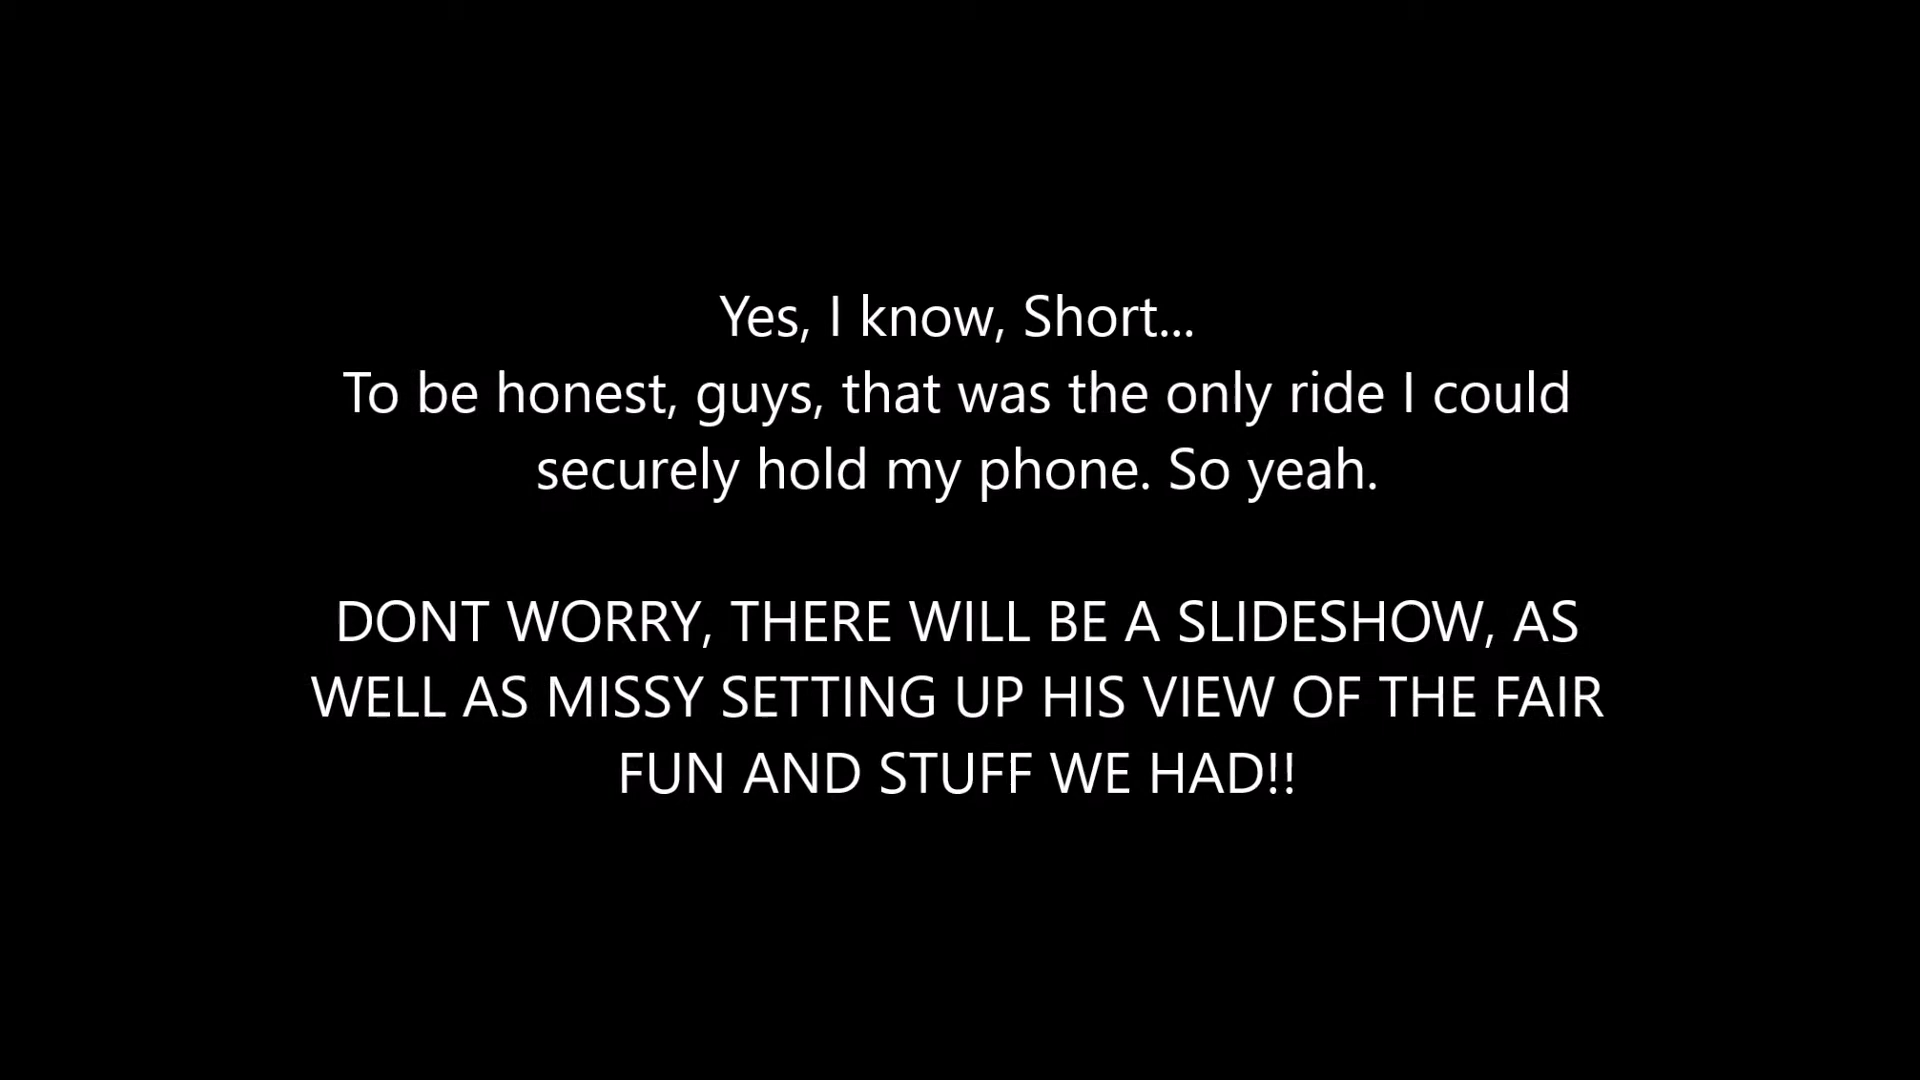 Yes, I know, Short...
To be honest, guys, that was the only ride I could
securely hold my phone. So yeah.
DONT WORRY, THERE WILL BE A SLIDESHOW, AS
WELL AS MISSY SETTING UP HIS VIEW OF THE FAIR
FUN AND STUFF WE HAD!!